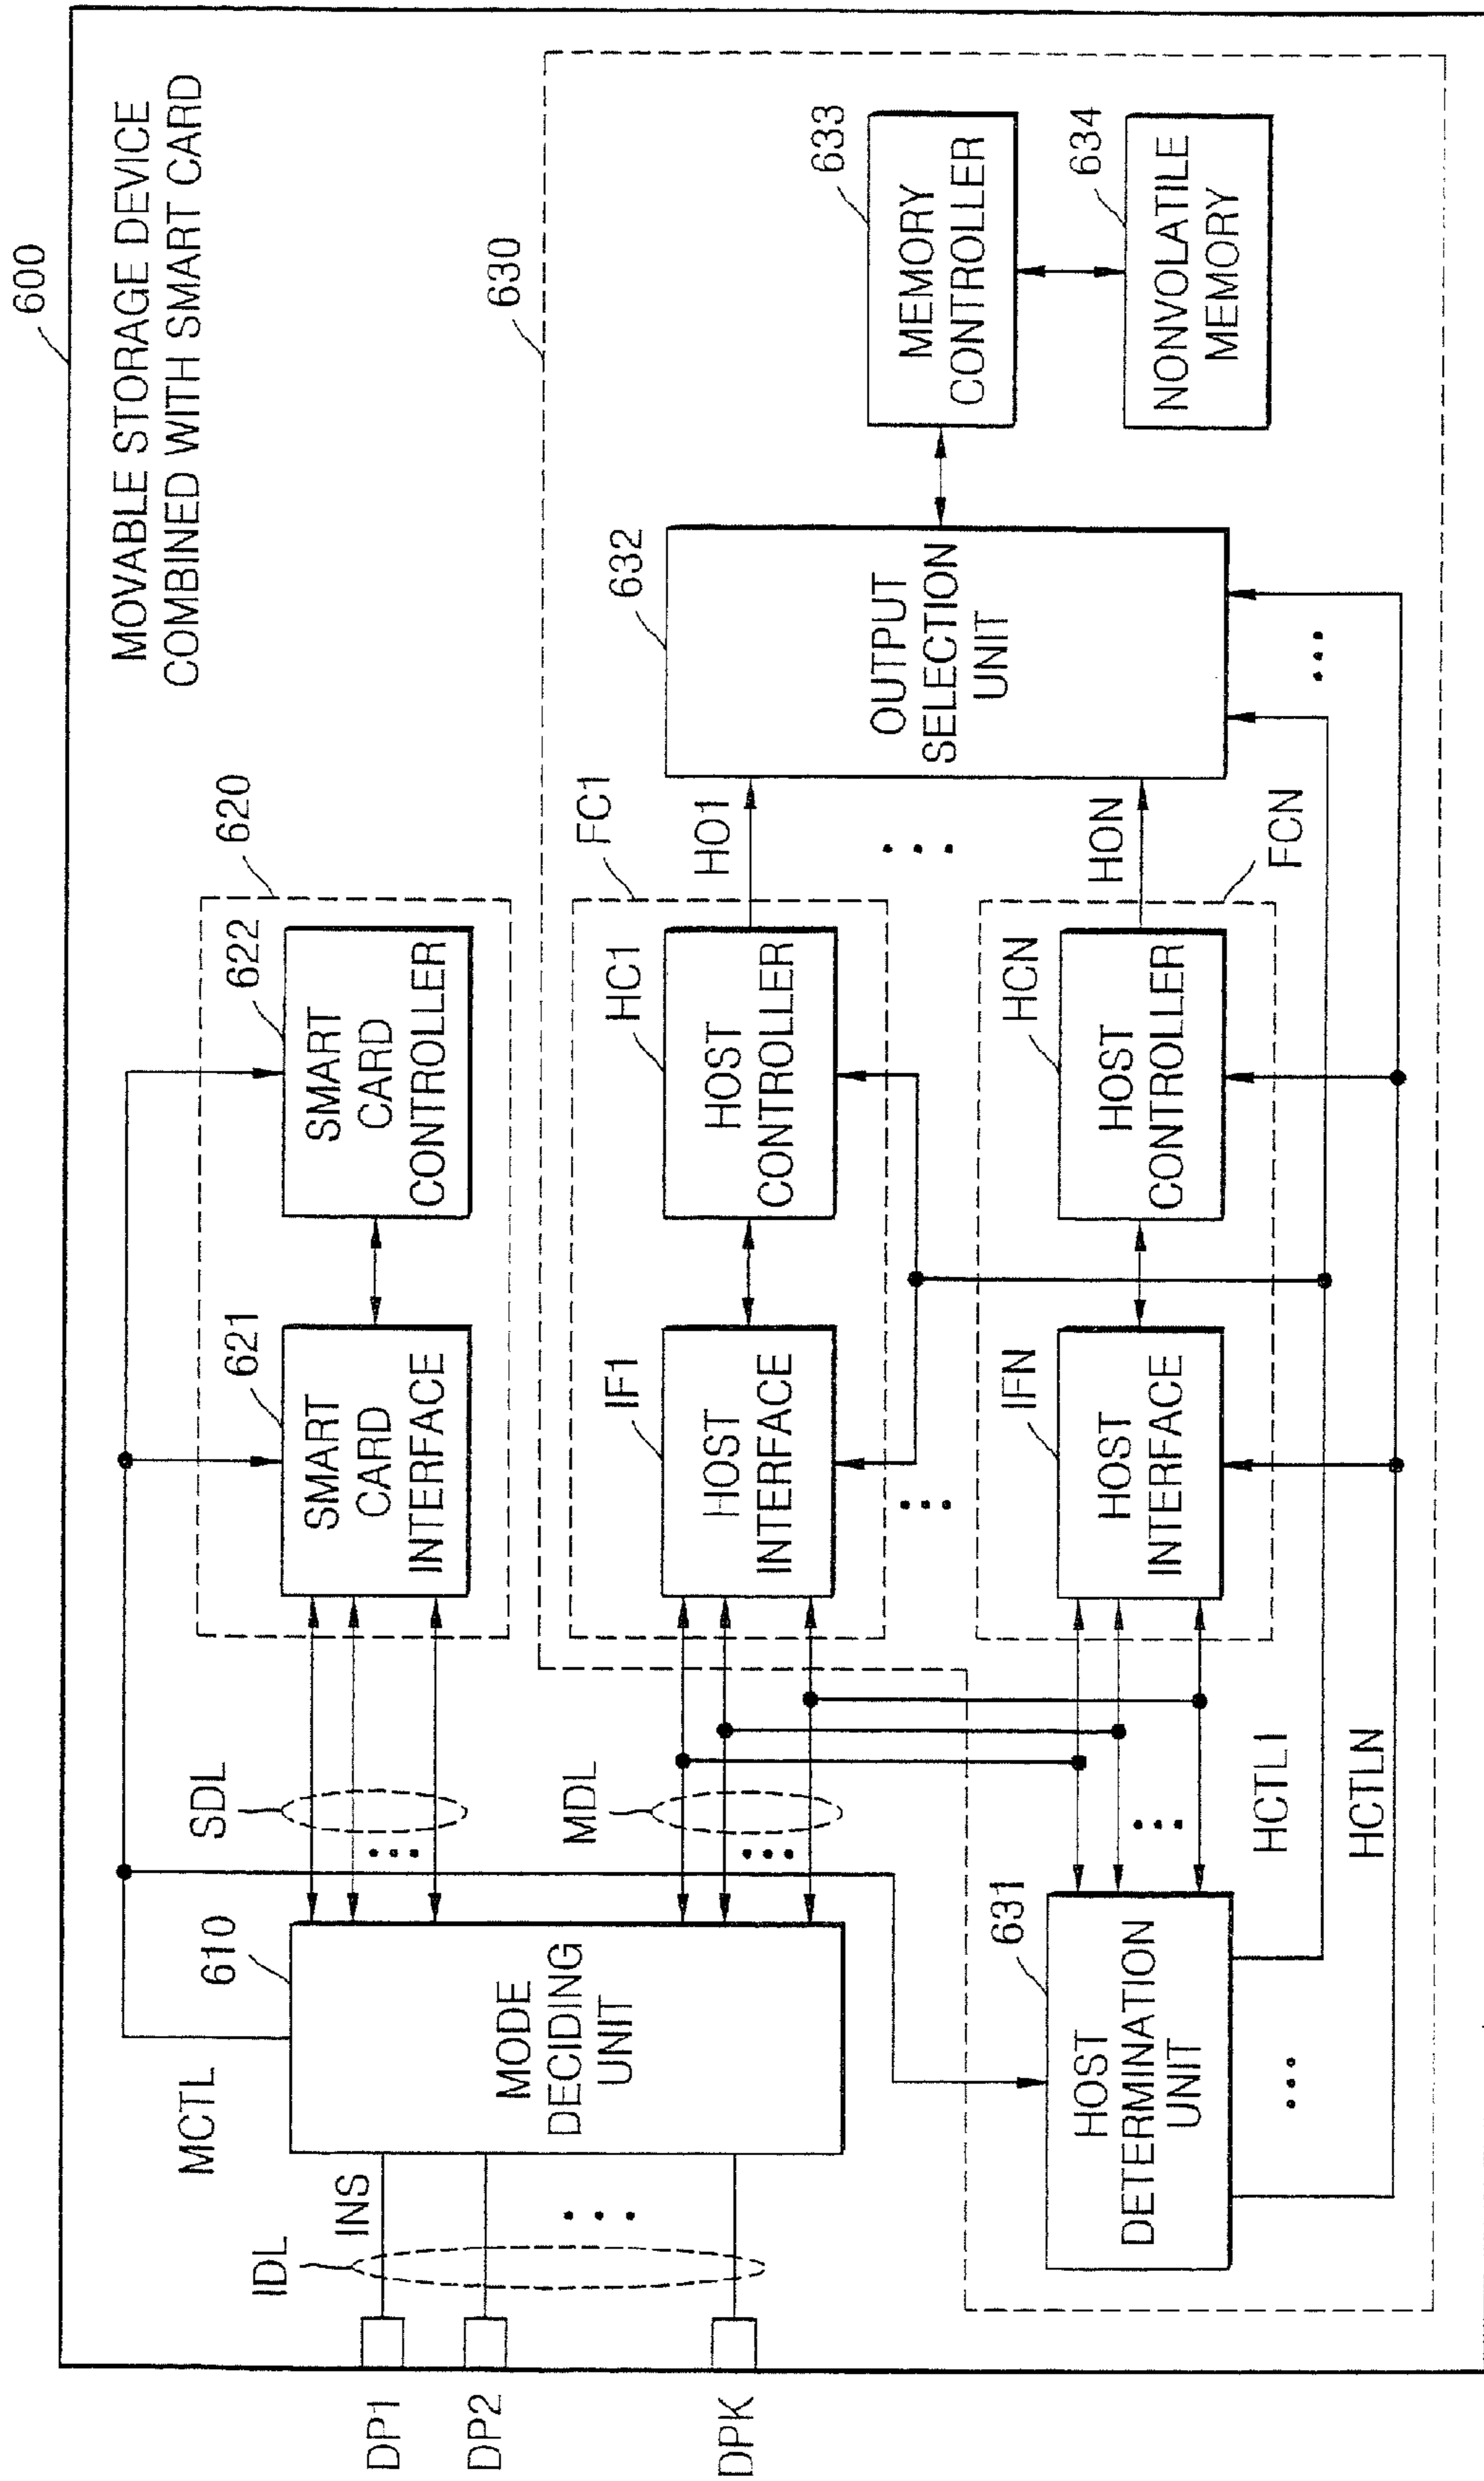 600
MOVABLE STORAGE DEVICE
COMBINED WITH SMART CARD
MCTL
610
MODE
DECIDING
UNIT
IDL
INS
DP1
DP2
DPK
SDL
MDL
620
621
SMART
CARD
INTERFACE
622
SMART
CARD
CONTROLLER
630
FC1
IF1
HOST
INTERFACE
HC1
HOST
CONTROLLER
HO1
632
OUTPUT
SELECTION
UNIT
633
MEMORY
CONTROLLER
634
NONVOLATILE
MEMORY
631
HOST
DETERMINATION
UNIT
IFN
HOST
INTERFACE
HCN
HOST
CONTROLLER
HON
FCN
HCTL1
HCTLN